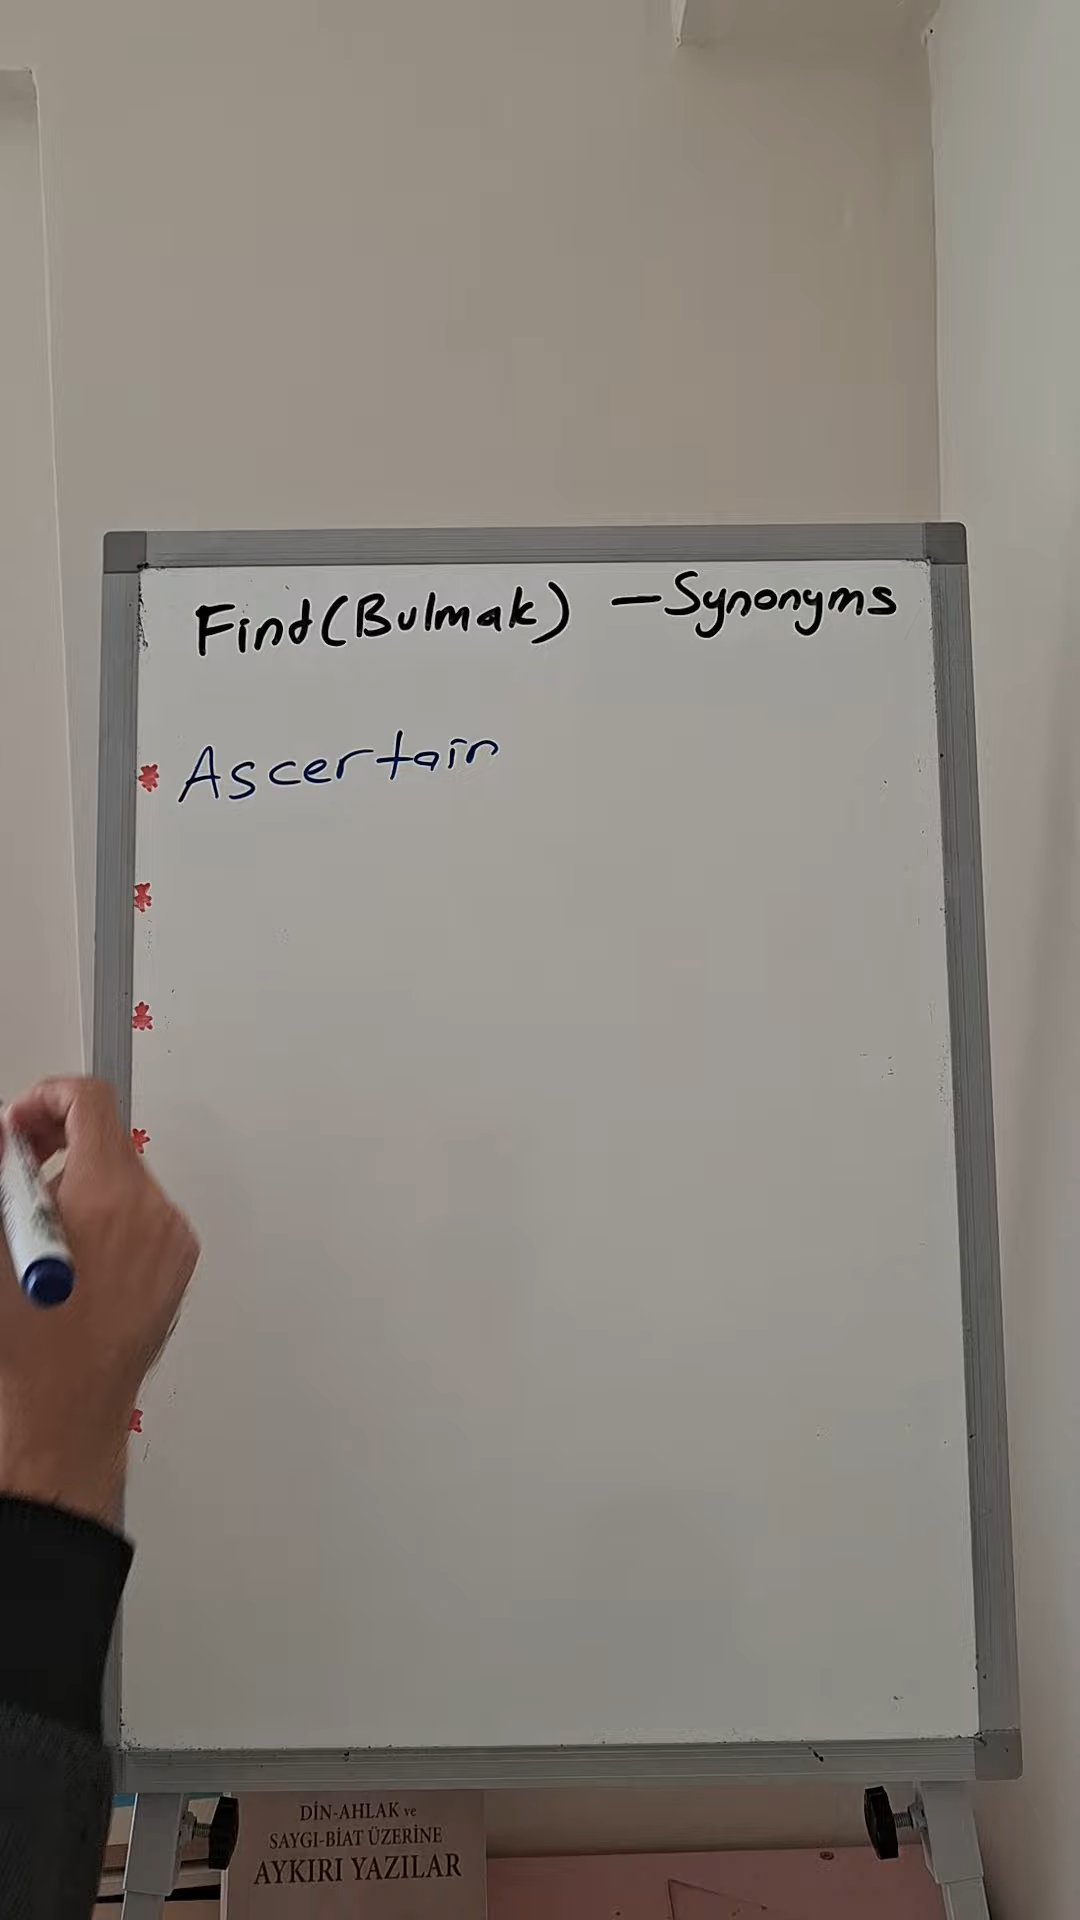 Find (Bulmak) - Synonyms
* Ascertain
*
*
*
*
DİN-AHLAK ve
SAYGI-BİAT ÜZERİNE
AYKIRI YAZILAR